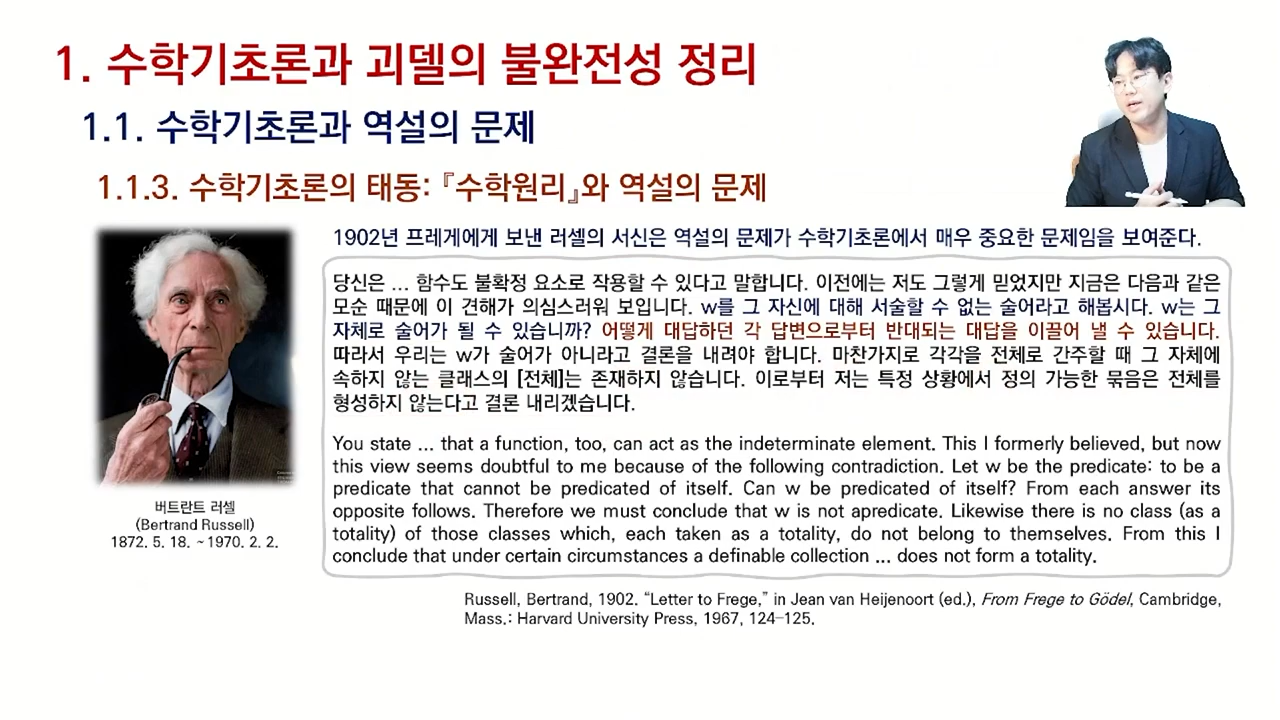 1. 수학기초론과 괴델의 불완전성 정리
1.1. 수학기초론과 역설의 문제
1.1.3. 수학기초론의 태동: 『수학원리』와 역설의 문제
1902년 프레게에게 보낸 러셀의 서신은 역설의 문제가 수학기초론에서 매우 중요한 문제임을 보여준다.
당신은 ... 함수도 불확정 요소로 작용할 수 있다고 말합니다. 이전에는 저도 그렇게 믿었지만 지금은 다음과 같은
모순 때문에 이 견해가 의심스러워 보입니다. w를 그 자신에 대해 서술할 수 없는 술어라고 해봅시다. w는 그
자체로 술어가 될 수 있습니까? 어떻게 대답하던 각 답변으로부터 반대되는 대답을 이끌어 낼 수 있습니다.
따라서 우리는 w가 술어가 아니라고 결론을 내려야 합니다. 마찬가지로 각각을 전체로 간주할 때 그 자체에
속하지 않는 클래스의 [전체]는 존재하지 않습니다. 이로부터 저는 특정 상황에서 정의 가능한 묶음은 전체를
형성하지 않는다고 결론 내리겠습니다.
You state ... that a function, too, can act as the indeterminate element. This I formerly believed, but now
this view seems doubtful to me because of the following contradiction. Let w be the predicate: to be a
predicate that cannot be predicated of itself. Can w be predicated of itself? From each answer its
opposite follows. Therefore we must conclude that w is not apredicate. Likewise there is no class (as a
totality) of those classes which, each taken as a totality, do not belong to themselves. From this I
conclude that under certain circumstances a definable collection ... does not form a totality.
버트란트 러셀
(Bertrand Russell)
1872. 5. 18. ~1970. 2. 2.
Russell, Bertrand, 1902. “Letter to Frege,” in Jean van Heijenoort (ed.), From Frege to Gödel, Cambridge,
Mass.: Harvard University Press, 1967, 124-125.